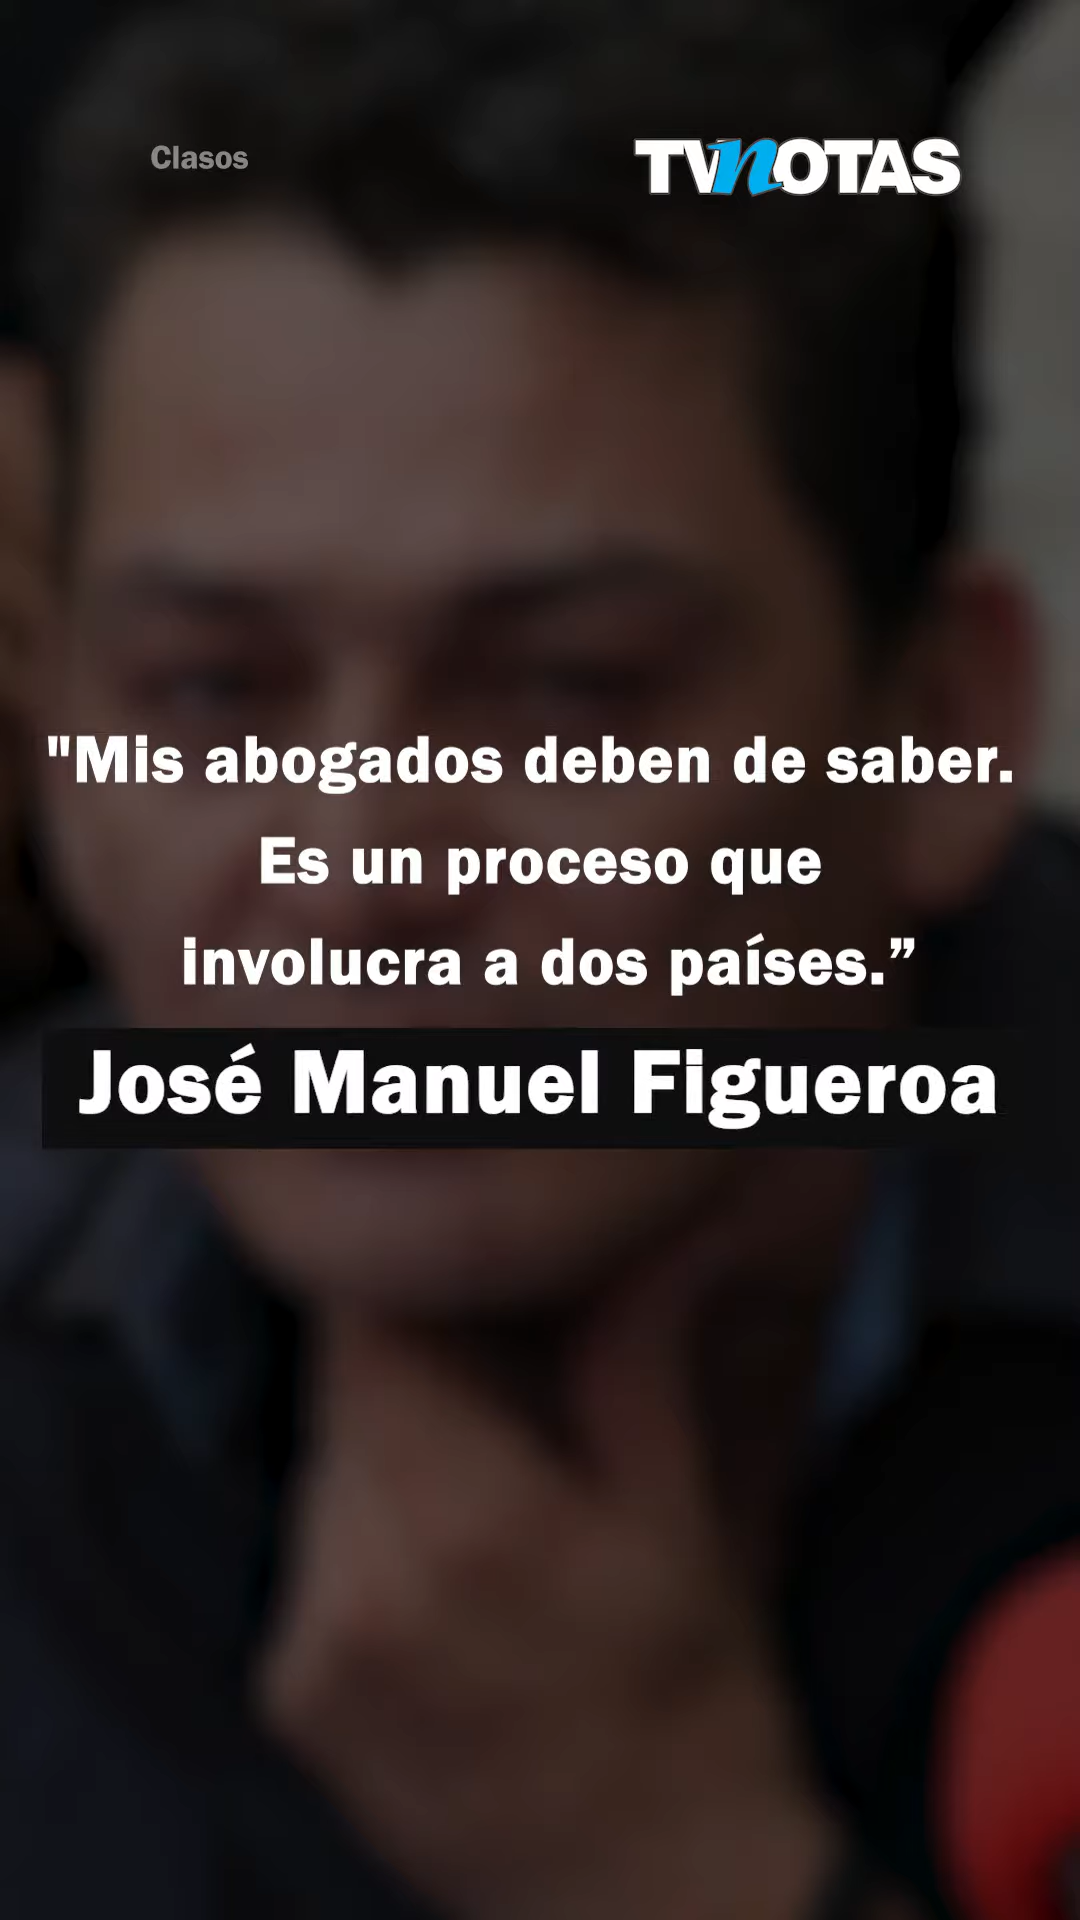 Clasos
TVnOTAS
"Mis abogados deben de saber.
Es un proceso que
involucra a dos países.”
José Manuel Figueroa